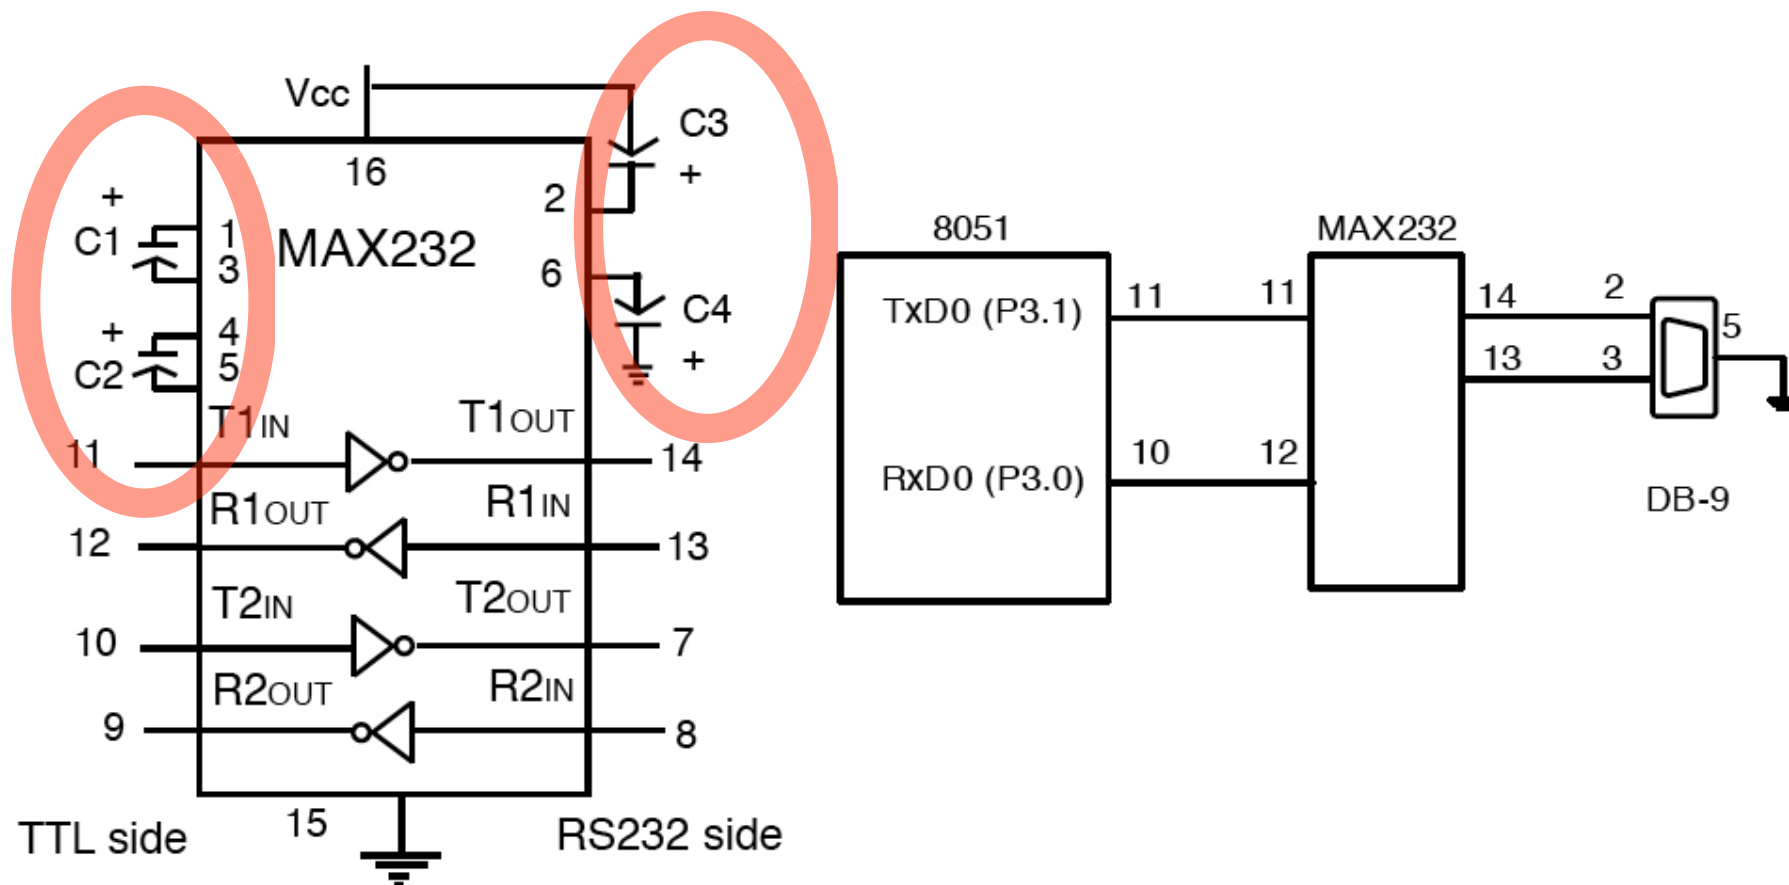 Vcc
C3
+
16
2
+
C1
1
3
MAX232
6
C4
+
+
4
C2
5
T1IN
T1OUT
11
14
R1OUT
R1IN
12
13
T2IN
T2OUT
10
7
R2OUT
R2IN
9
8
15
TTL side
RS232 side
8051
MAX232
TxD0 (P3.1)
11
11
14
2
5
13
3
RxD0 (P3.0)
10
12
DB-9